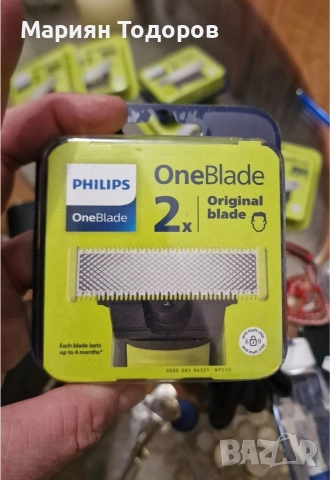 Мариян Тодоров
PHILIPS
OneBlade
OneBlade
2x
Original
blade
Each blade lasts
up to 4 months*
BAZAR